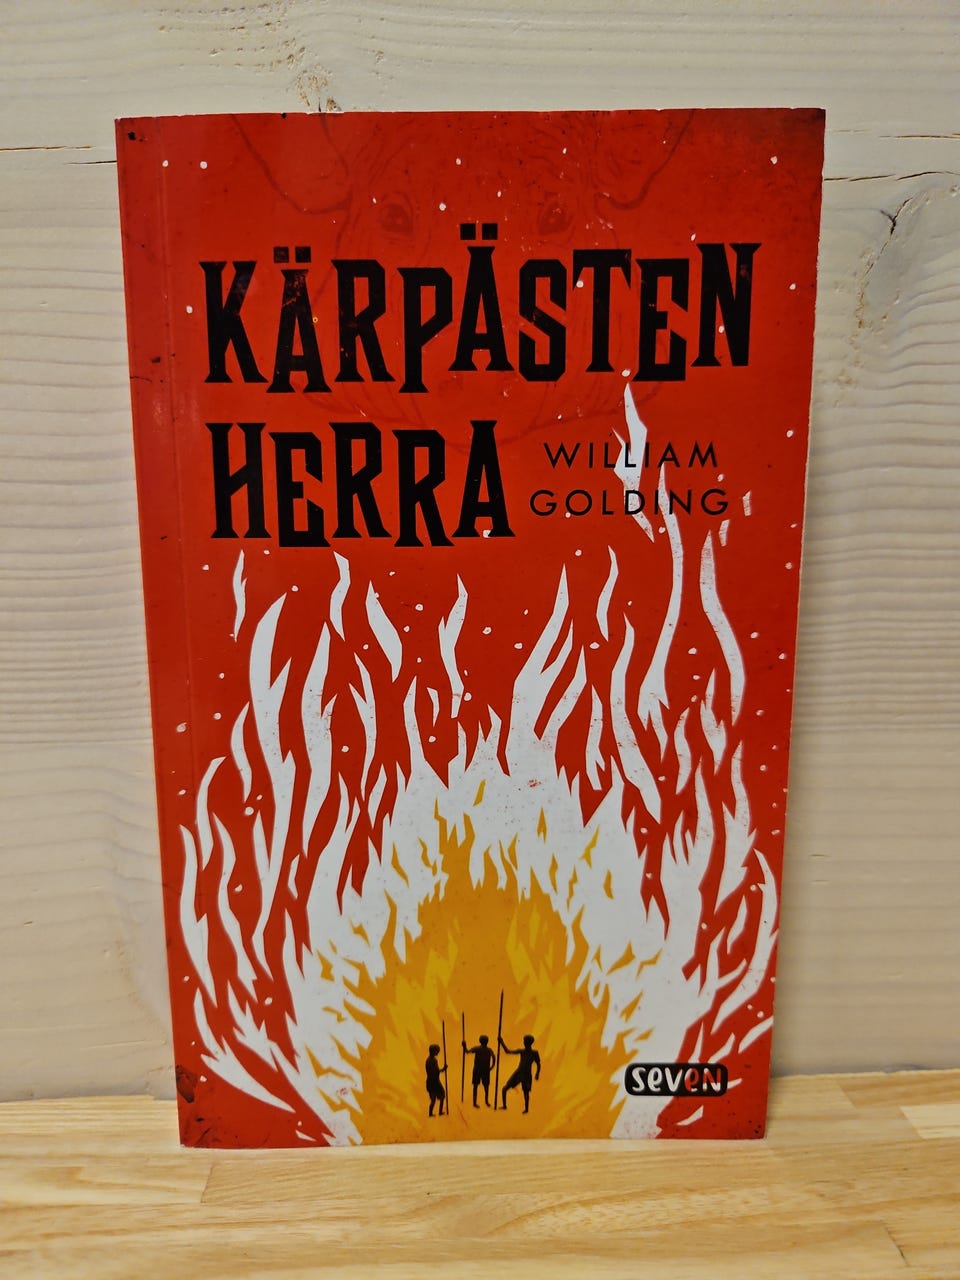 KÄRPÄSTEN
HERRA
WILLIAM
GOLDING
seven